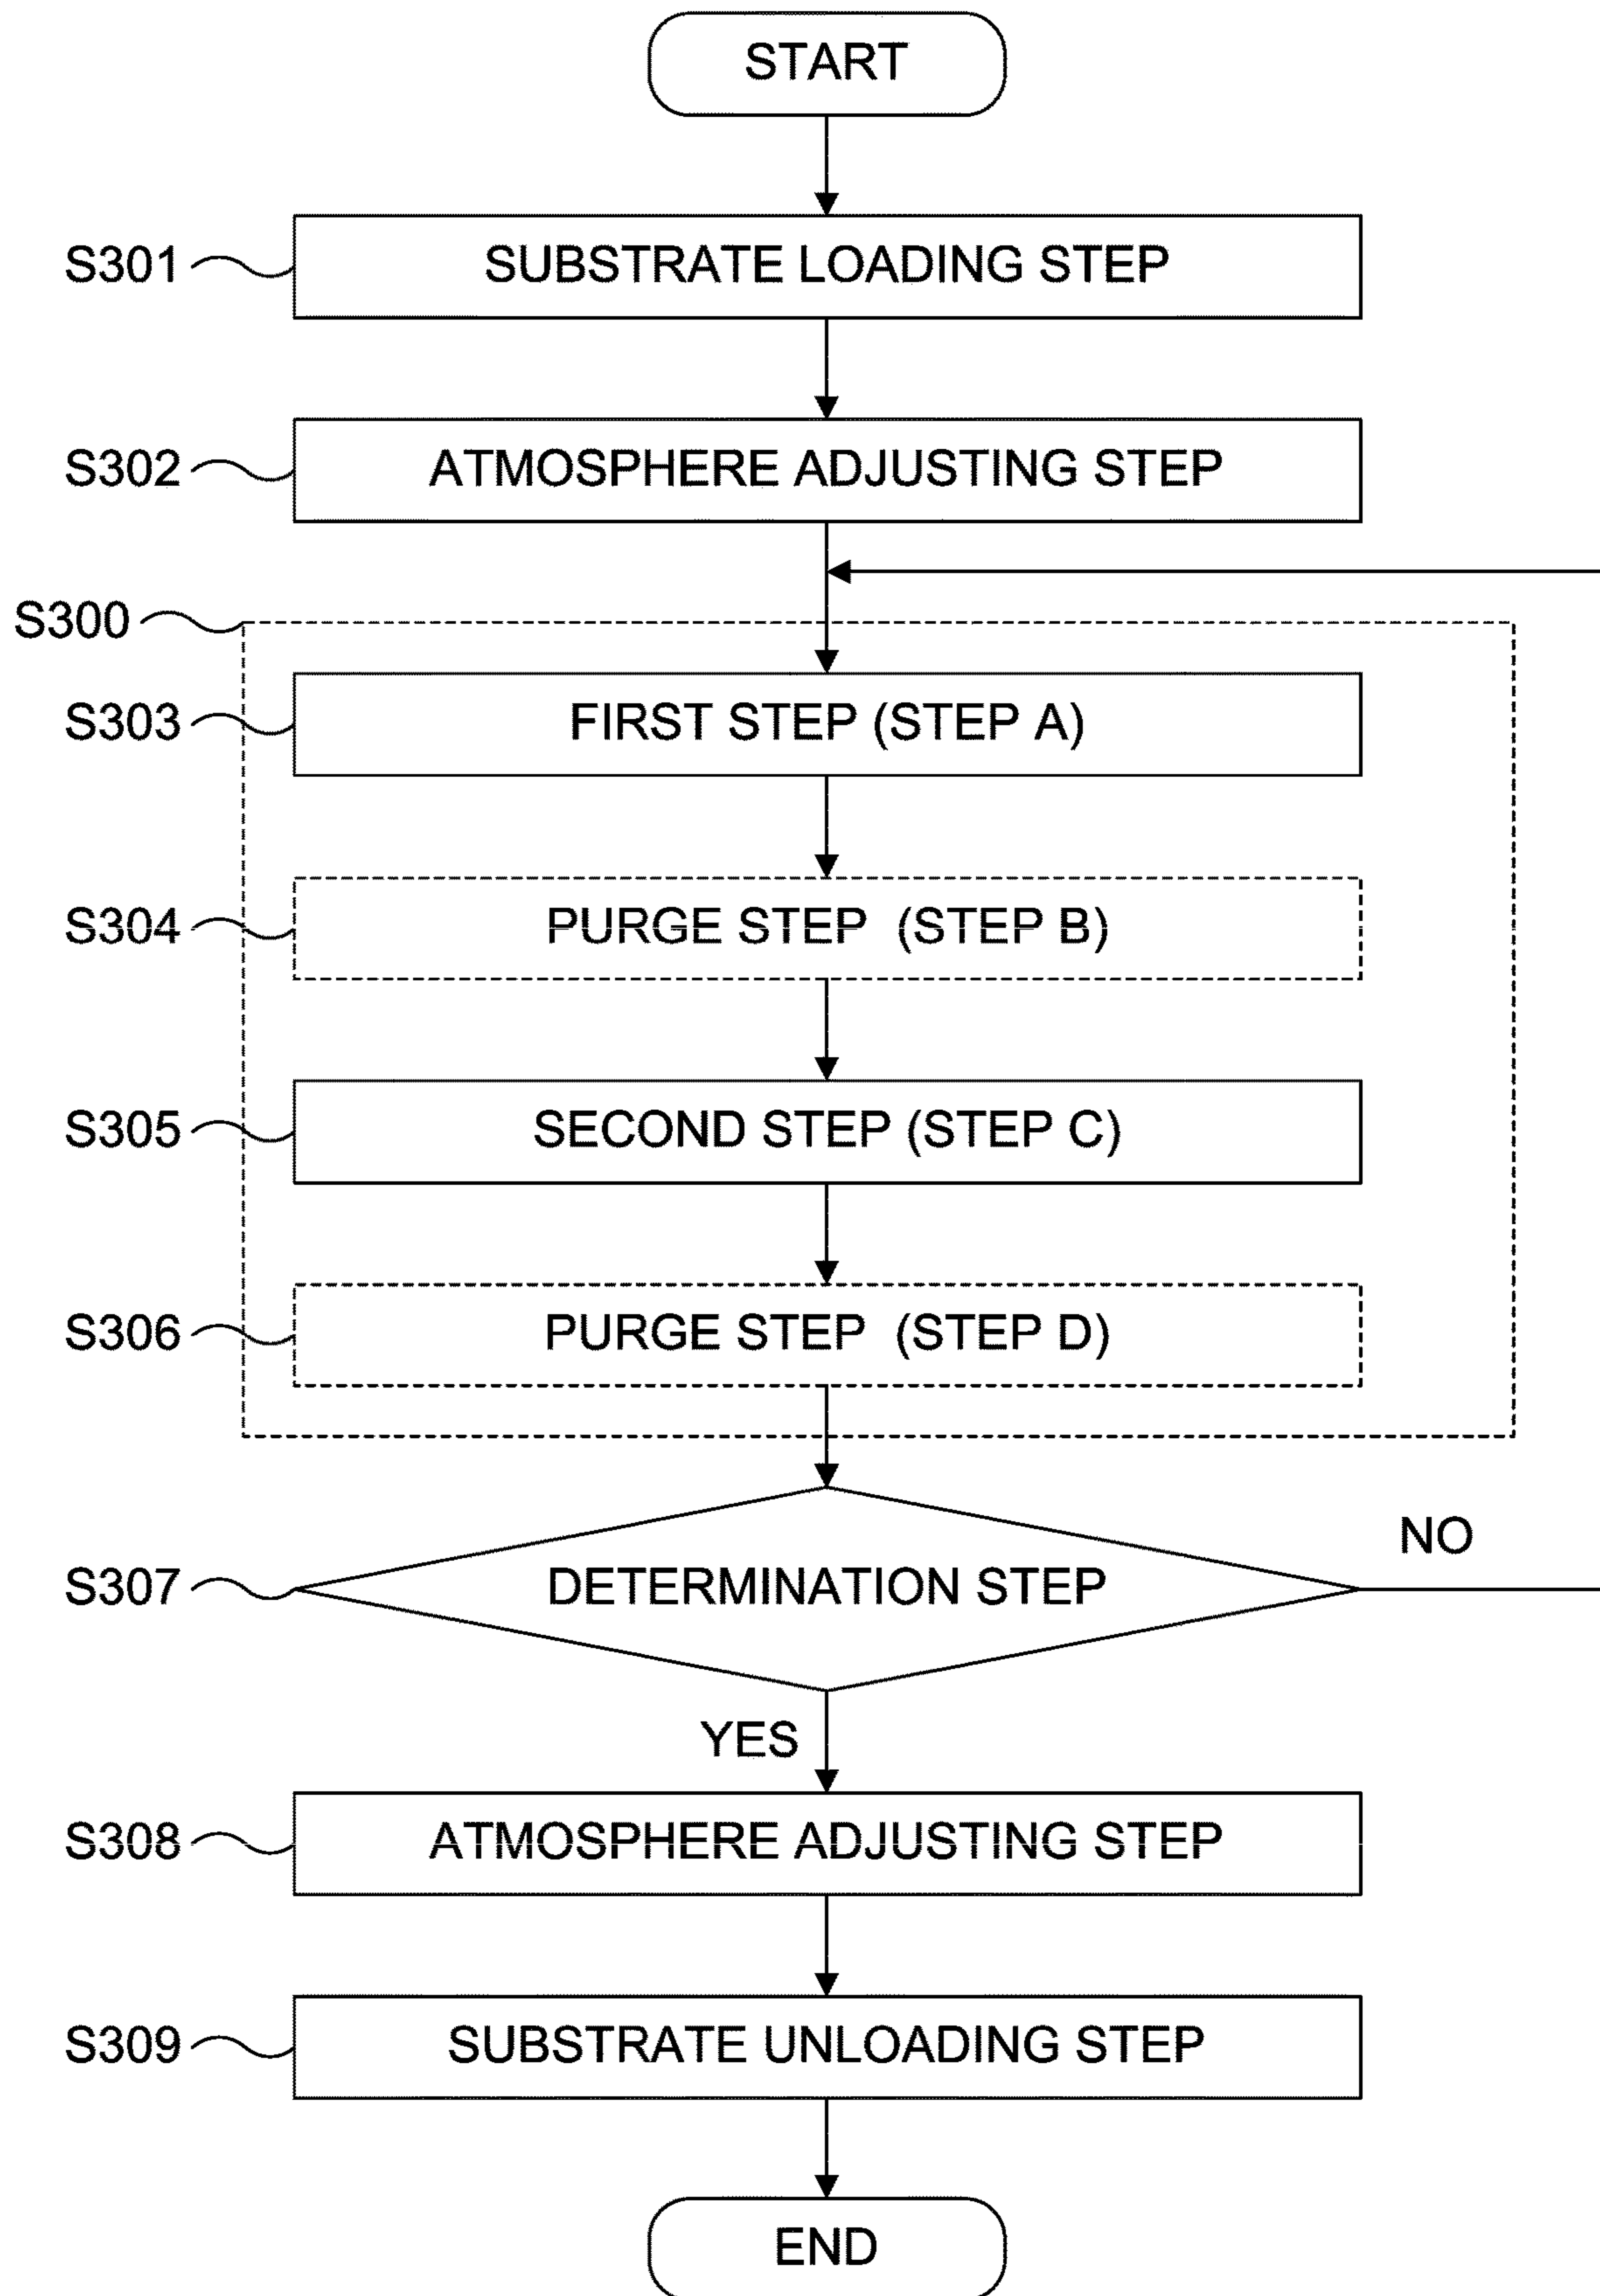 START
S301
SUBSTRATE LOADING STEP
S302
ATMOSPHERE ADJUSTING STEP
S300
S303
FIRST STEP (STEP A)
S304
PURGE STEP (STEP B)
S305
SECOND STEP (STEP C)
S306
PURGE STEP (STEP D)
S307
DETERMINATION STEP
NO
YES
S308
ATMOSPHERE ADJUSTING STEP
S309
SUBSTRATE UNLOADING STEP
END